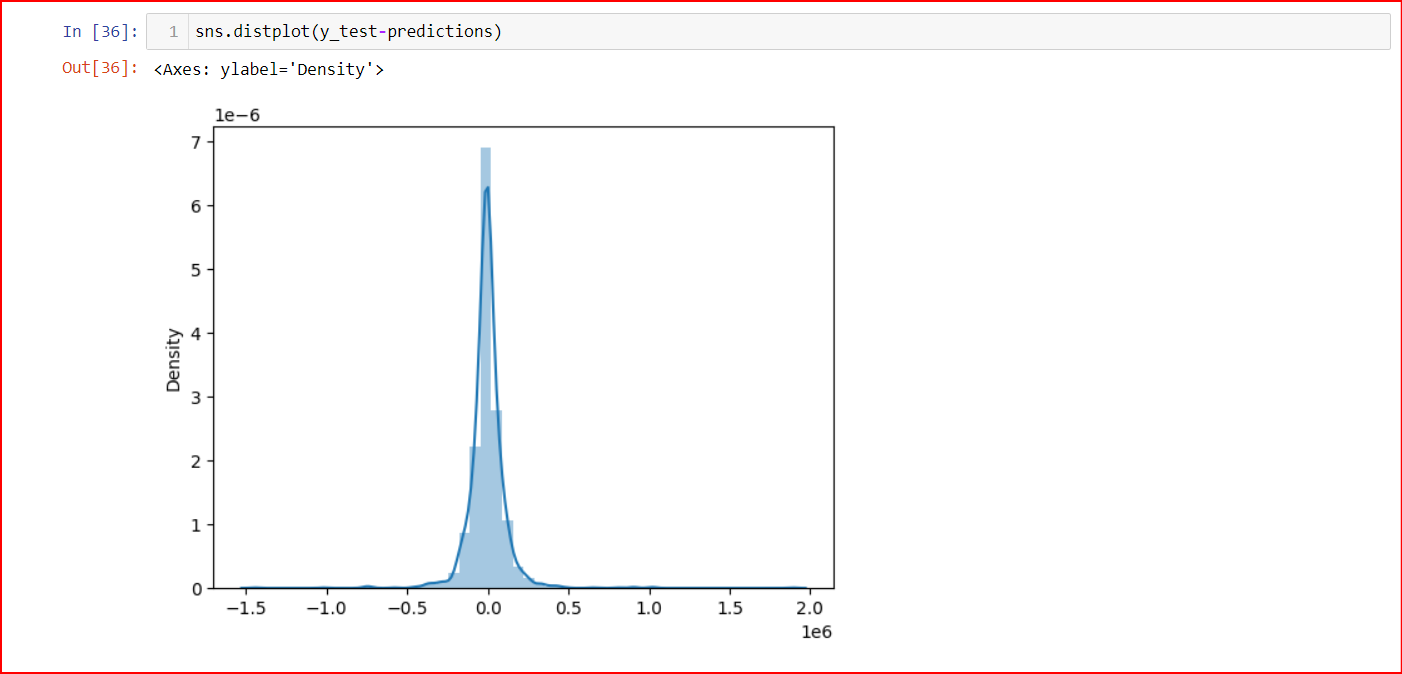 In [36]: 1 sns.distplot(y_test-predictions)
Out[36]: <Axes: ylabel='Density'>
1e−6
7
6
5
4
3
2
1
0
Density
−1.5 −1.0 −0.5 0.0 0.5 1.0 1.5 2.0
1e6